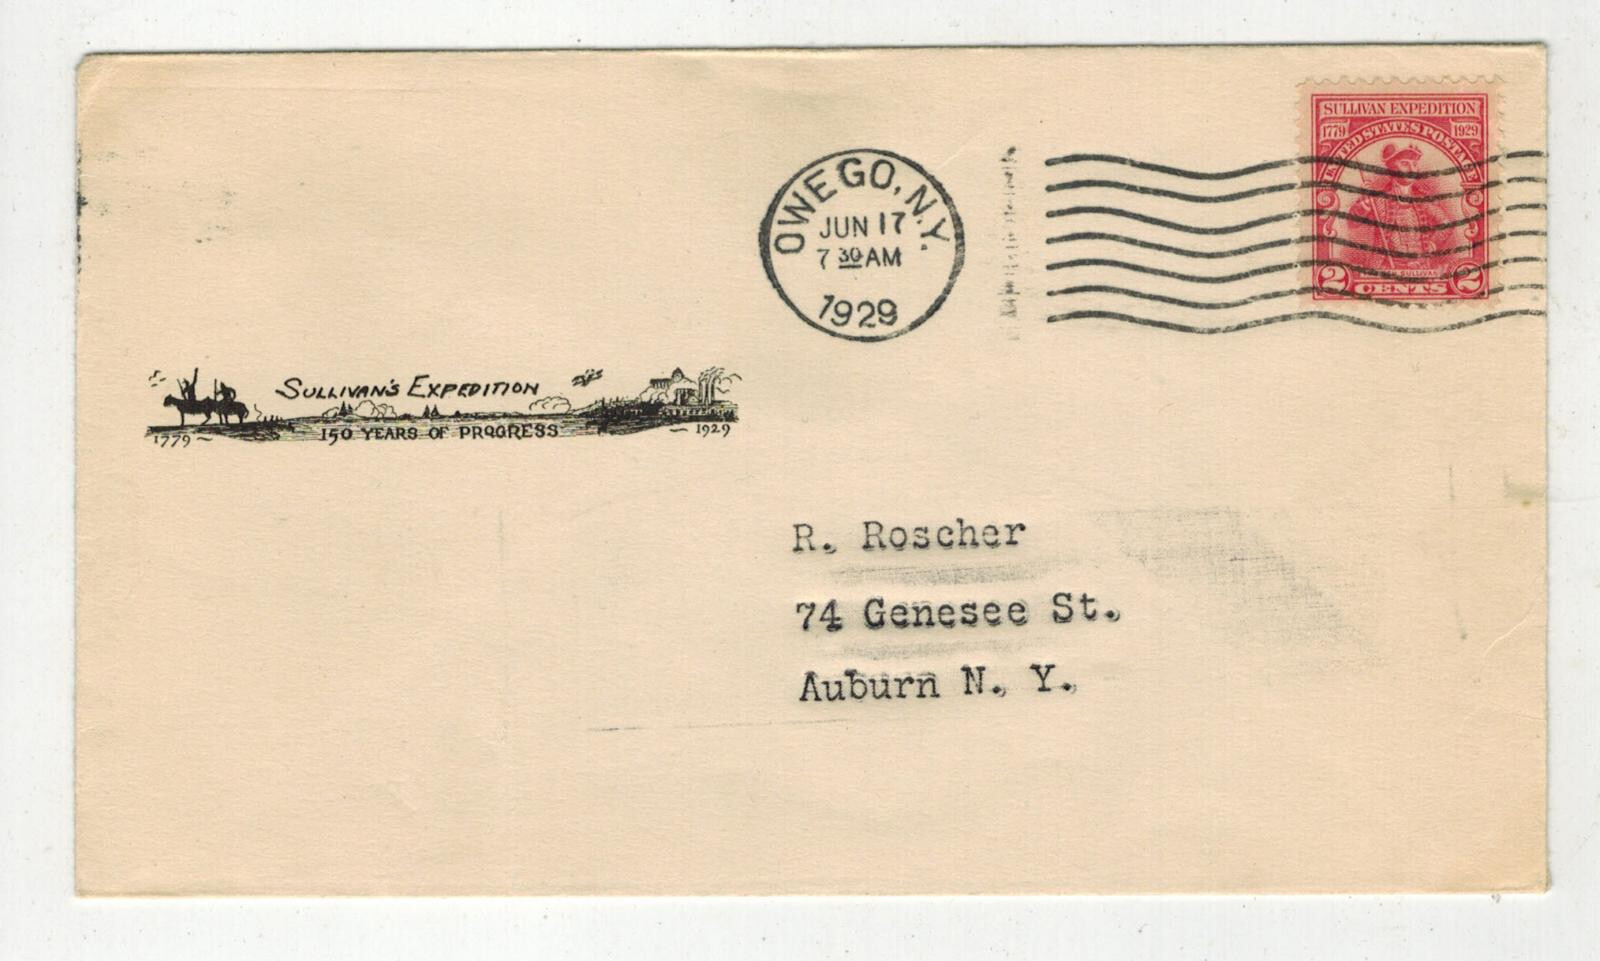 SULLIVAN EXPEDITION
1779 UNITED STATES POSTAGE 1929
SULLIVAN
2 CENTS 2
OWEGO, N.Y.
JUN 17
7 30 AM
1929
SULLIVAN'S EXPEDITION
1779 — 150 YEARS OF PROGRESS — 1929
R. Roscher
74 Genesee St.
Auburn N. Y.